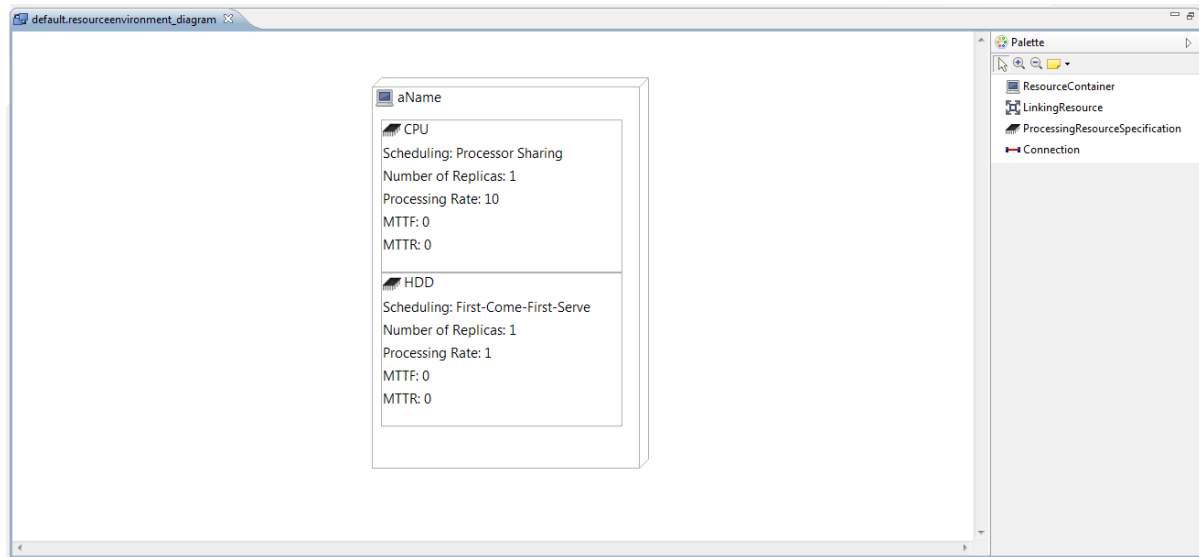 default.resourceenvironment_diagram
Palette
ResourceContainer
LinkingResource
ProcessingResourceSpecification
Connection
aName
CPU
Scheduling: Processor Sharing
Number of Replicas: 1
Processing Rate: 10
MTTF: 0
MTTR: 0
HDD
Scheduling: First-Come-First-Serve
Number of Replicas: 1
Processing Rate: 1
MTTF: 0
MTTR: 0